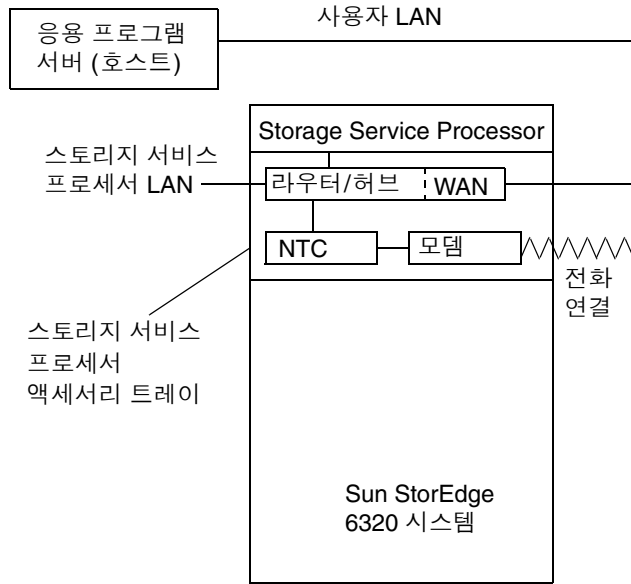 사용자 LAN
응용 프로그램
서버 (호스트)
Storage Service Processor
스토리지 서비스
프로세서 LAN
라우터/허브
WAN
NTC
모뎀
전화
연결
스토리지 서비스
프로세서
액세서리 트레이
Sun StorEdge
6320 시스템